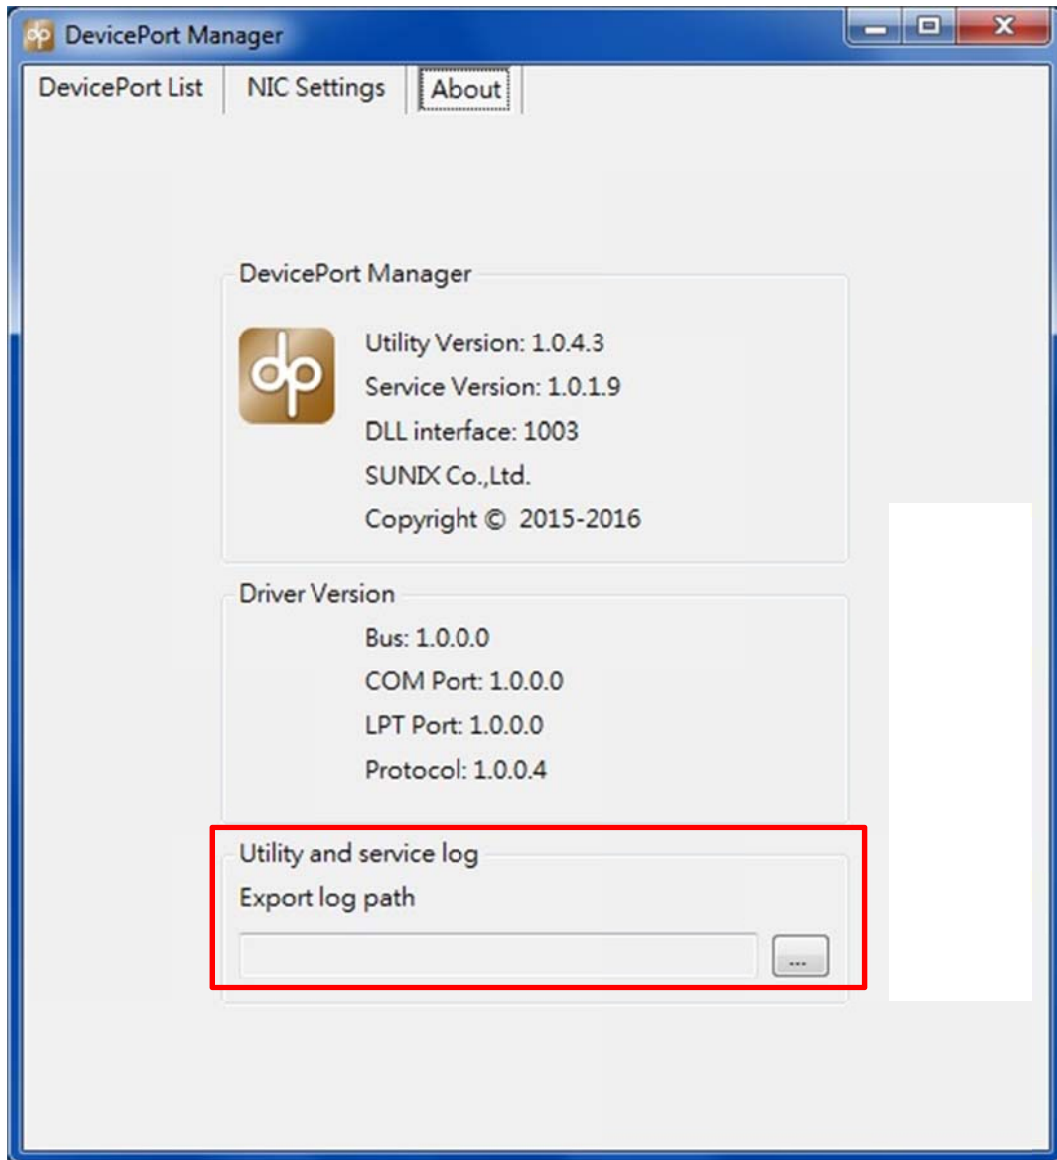 DevicePort Manager
DevicePort List NIC Settings About
DevicePort Manager
dp
Utility Version: 1.0.4.3
Service Version: 1.0.1.9
DLL interface: 1003
SUNIX Co.,Ltd.
Copyright © 2015-2016
Driver Version
Bus: 1.0.0.0
COM Port: 1.0.0.0
LPT Port: 1.0.0.0
Protocol: 1.0.0.4
Utility and service log
Export log path
...